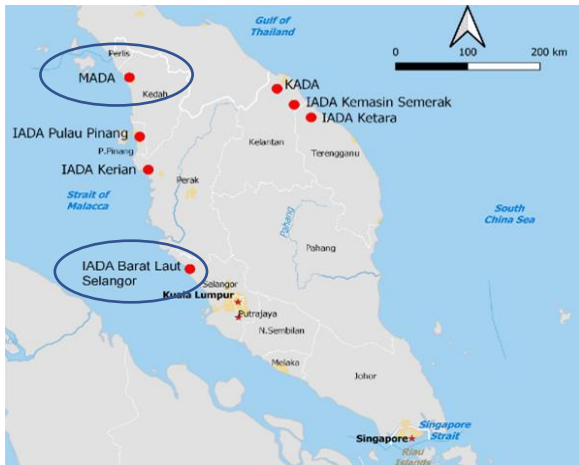 Gulf of
Thailand
0 100 200 km
Perlis
MADA
Kedah
KADA
IADA Kemasin Semerak
IADA Ketara
IADA Pulau Pinang
P.Pinang
Kelantan
Terengganu
IADA Kerian
Perak
Strait of
Malacca
South
China Sea
Pahang
Pahang
IADA Barat Laut
Selangor
Selangor
Kuala Lumpur
Putrajaya
N.Sembilan
Melaka
Johor
Singapore
Strait
Singapore
Riau
Islands